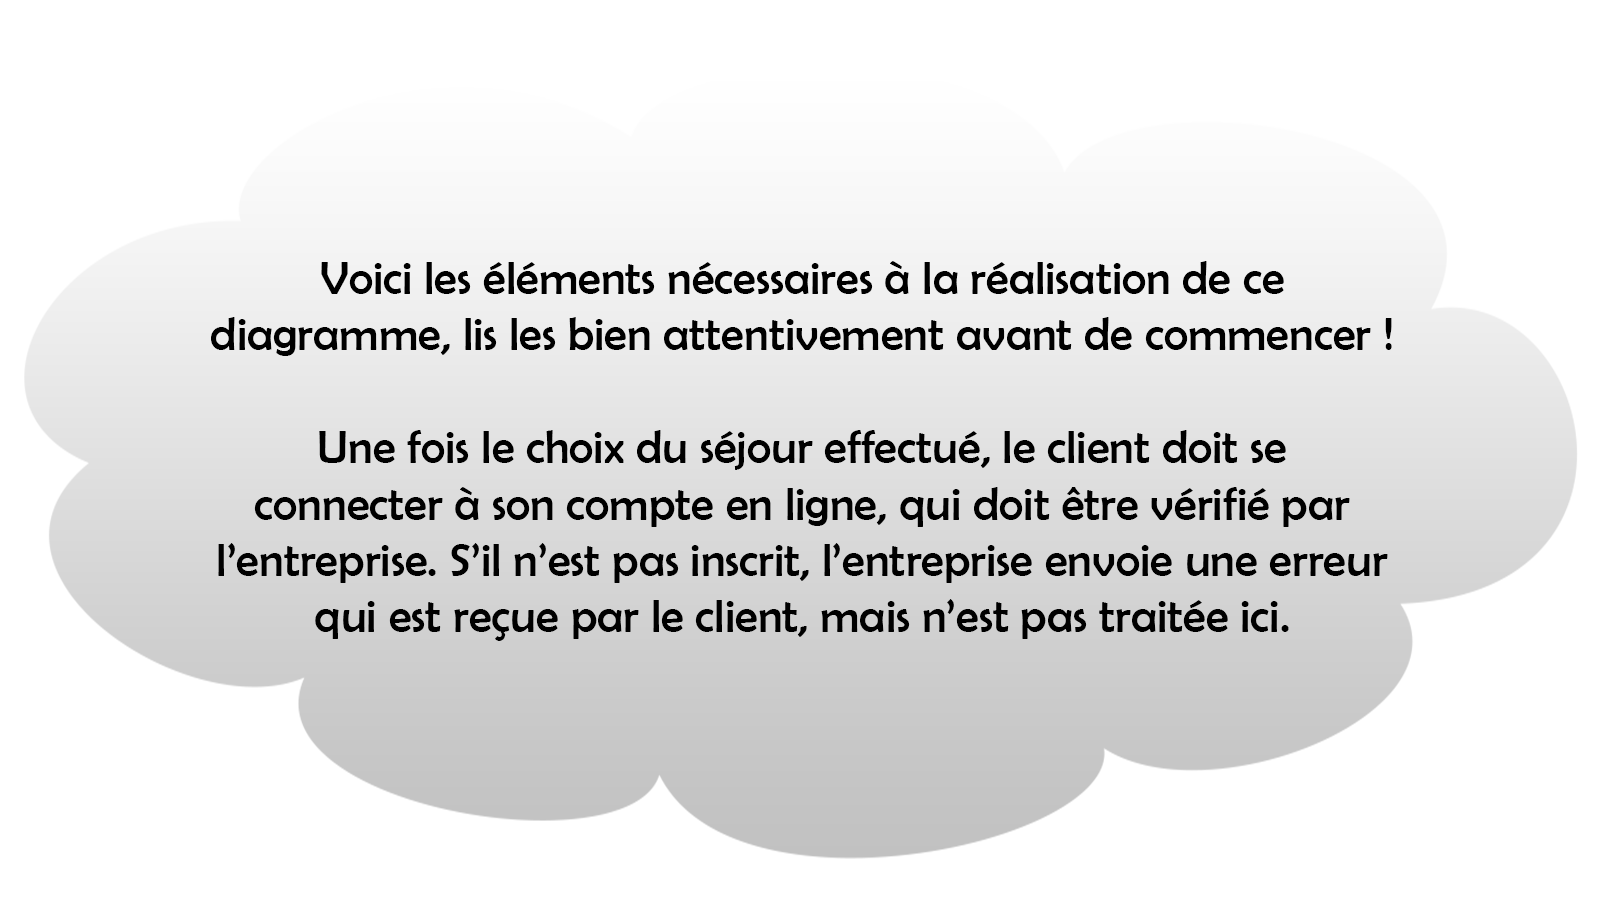 Voici les éléments nécessaires à la réalisation de ce
diagramme, lis les bien attentivement avant de commencer !
Une fois le choix du séjour effectué, le client doit se
connecter à son compte en ligne, qui doit être vérifié par
l’entreprise. S’il n’est pas inscrit, l’entreprise envoie une erreur
qui est reçue par le client, mais n’est pas traitée ici.